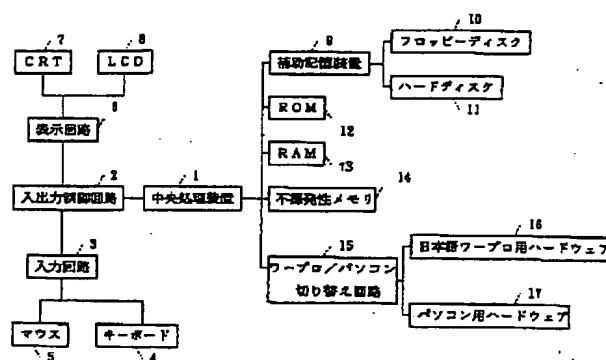 10
7
8
9
フロッピーディスク
CRT
LCD
補助記憶装置
ハードディスク
11
表示回路
ROM
12
2
1
RAM
13
入出力制御回路
中央処理装置
不揮発性メモリ
14
3
15
16
入力回路
ワープロ/パソコン
切り替え回路
日本語ワープロ用ハードウェア
17
マウス
キーボード
パソコン用ハードウェア
5
4